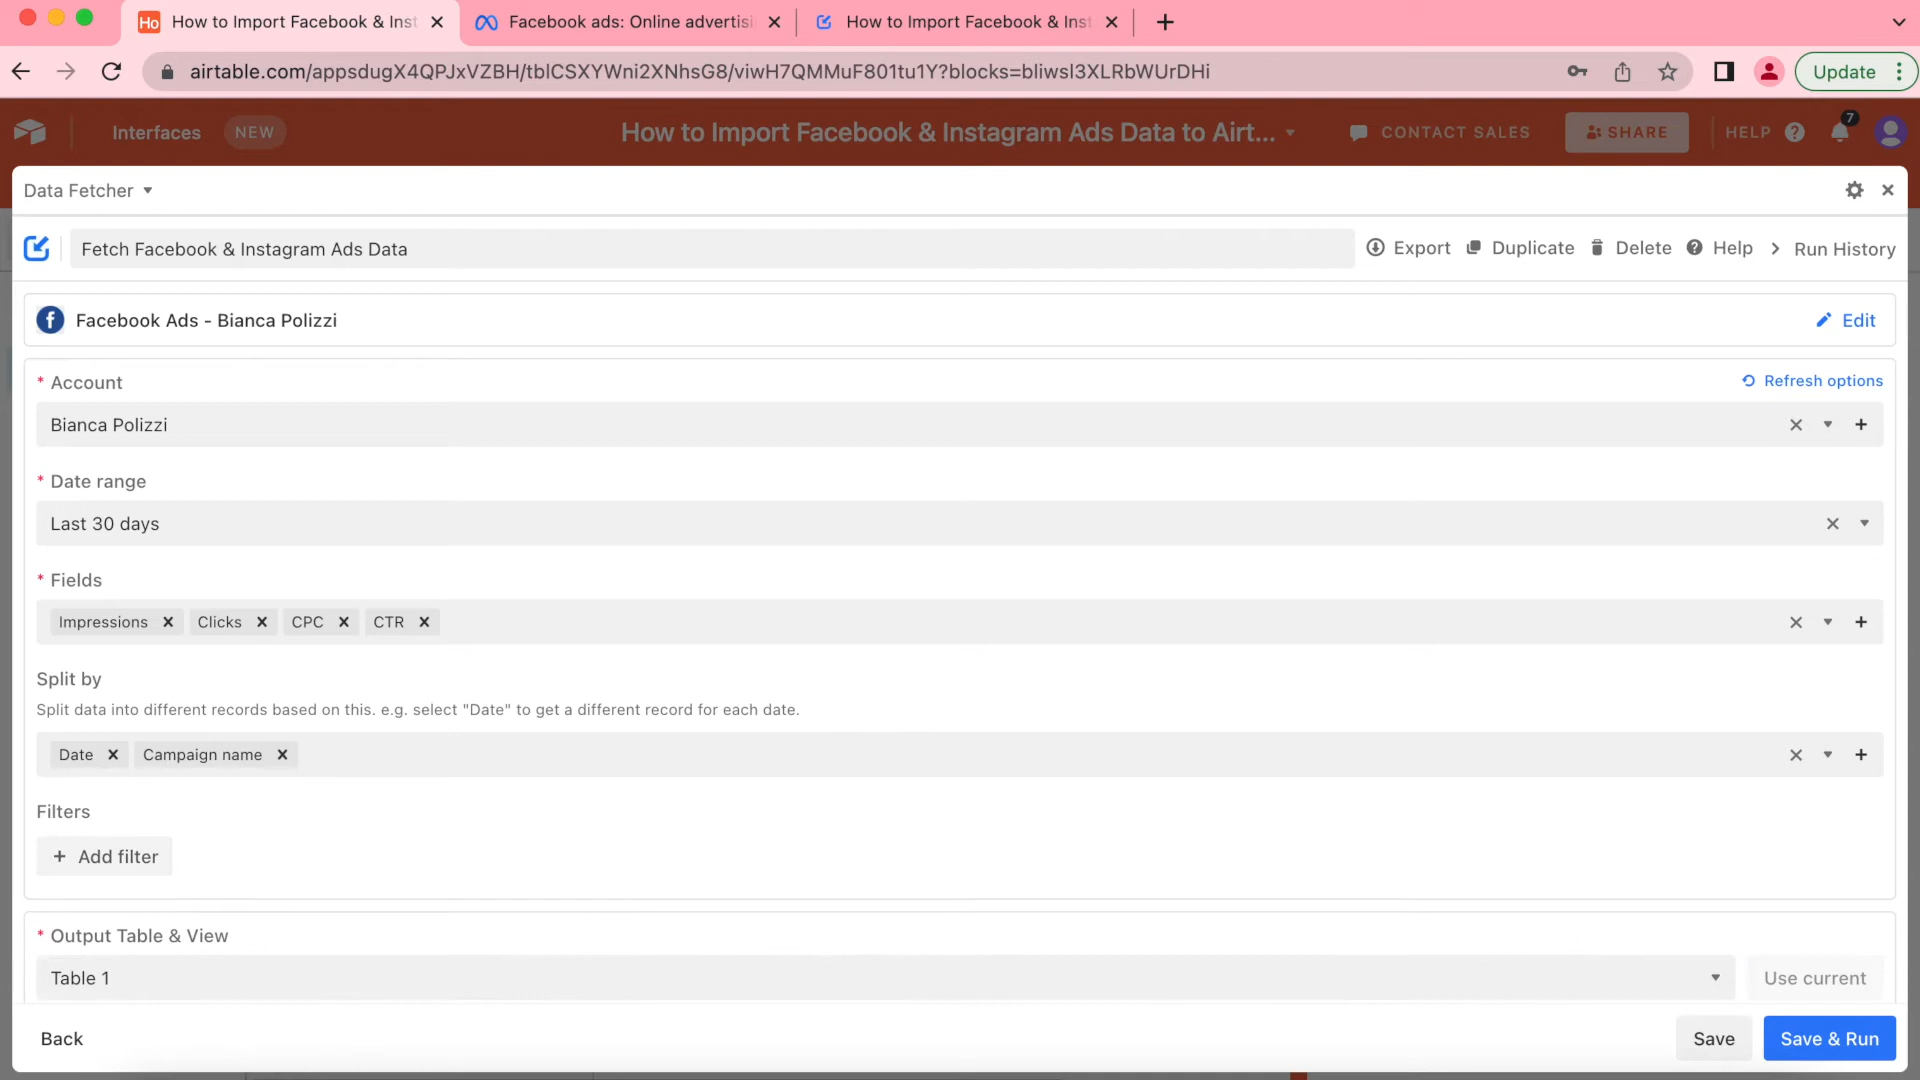 Ho How to Import Facebook & Inst
Facebook ads: Online advertisi
How to Import Facebook & Inst
airtable.com/appsdugX4QPJxVZBH/tblCSXYWni2XNhsG8/viwH7QMMuF801tu1Y?blocks=bliwsl3XLRbWUrDHi
Update
Interfaces NEW
How to Import Facebook & Instagram Ads Data to Airt...
CONTACT SALES
SHARE
HELP
7
Data Fetcher
Fetch Facebook & Instagram Ads Data
Export Duplicate Delete Help Run History
Facebook Ads - Bianca Polizzi
Edit
* Account
Refresh options
Bianca Polizzi
* Date range
Last 30 days
* Fields
Impressions Clicks CPC CTR
Split by
Split data into different records based on this. e.g. select "Date" to get a different record for each date.
Date Campaign name
Filters
+ Add filter
* Output Table & View
Table 1
Use current
Back
Save
Save & Run